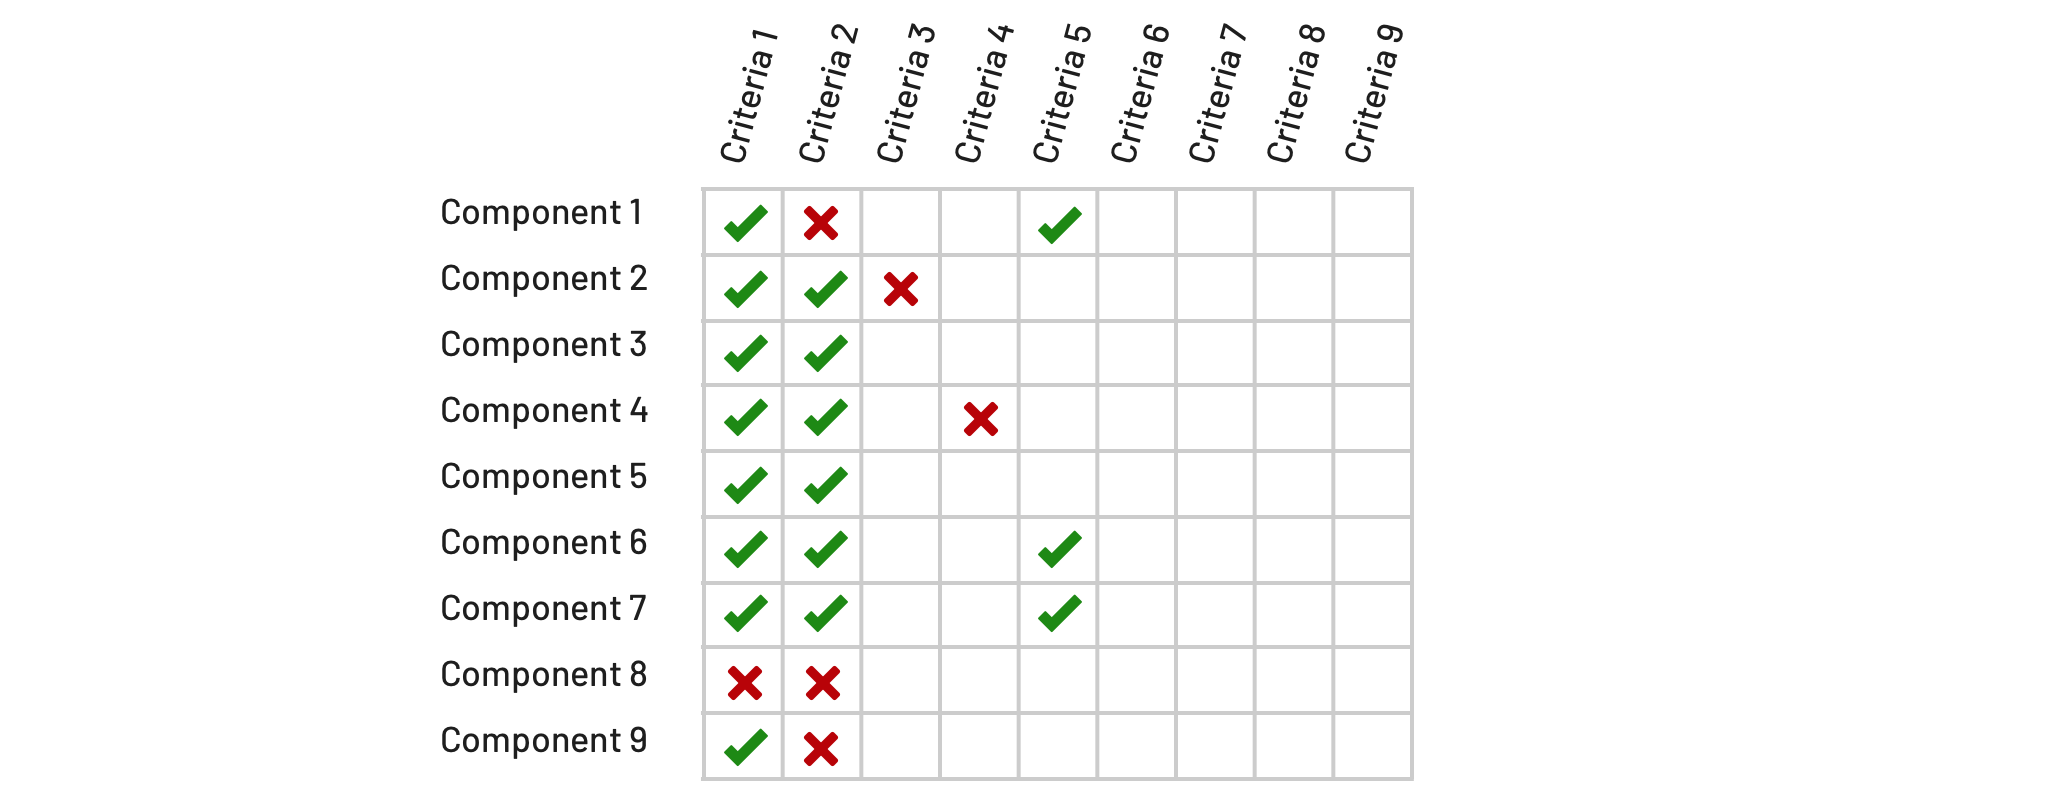 Criteria 1
Criteria 2
Criteria 3
Criteria 4
Criteria 5
Criteria 6
Criteria 7
Criteria 8
Criteria 9
Component 1
Component 2
Component 3
Component 4
Component 5
Component 6
Component 7
Component 8
Component 9